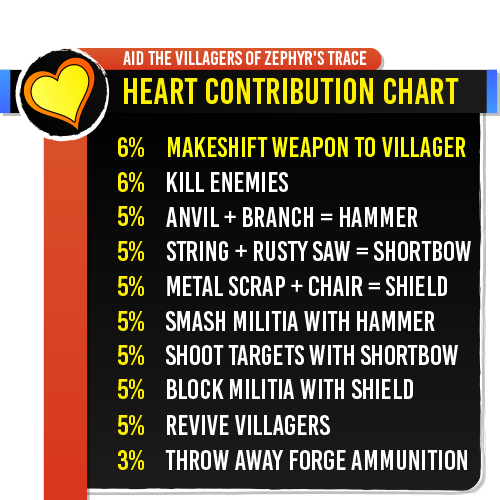 AID THE VILLAGERS OF ZEPHYR'S TRACE
HEART CONTRIBUTION CHART
6% MAKESHIFT WEAPON TO VILLAGER
6% KILL ENEMIES
5% ANVIL + BRANCH = HAMMER
5% STRING + RUSTY SAW = SHORTBOW
5% METAL SCRAP + CHAIR = SHIELD
5% SMASH MILITIA WITH HAMMER
5% SHOOT TARGETS WITH SHORTBOW
5% BLOCK MILITIA WITH SHIELD
5% REVIVE VILLAGERS
3% THROW AWAY FORGE AMMUNITION